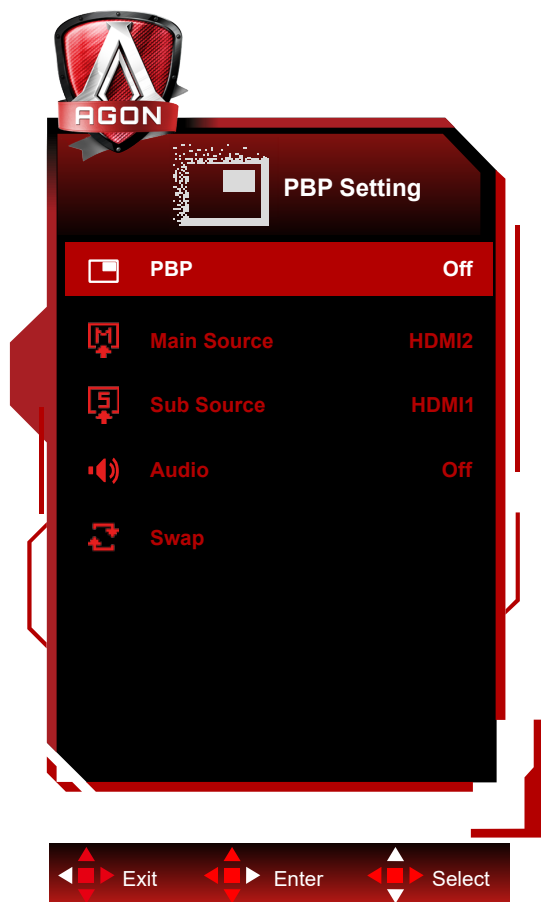 AGON
PBP Setting
PBP Off
Main Source HDMI2
Sub Source HDMI1
Audio Off
Swap
Exit Enter Select